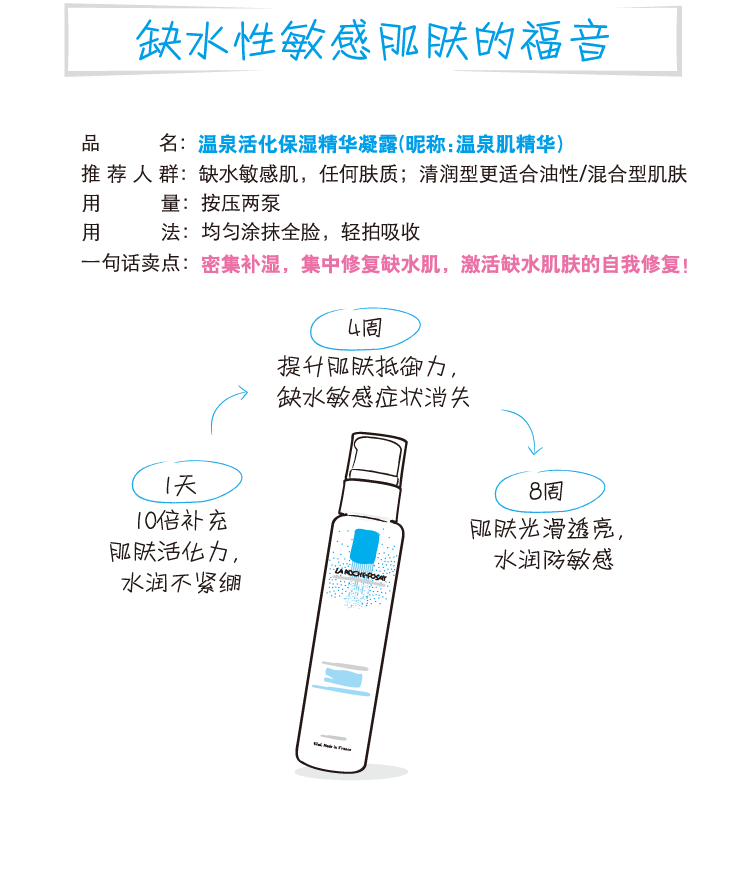 缺水性敏感肌肤的福音
品名：温泉活化保湿精华凝露(昵称:温泉肌精华)
推荐人群：缺水敏感肌，任何肤质；清润型更适合油性/混合型肌肤
用量：按压两泵
用法：均匀涂抹全脸，轻拍吸收
一句话卖点：密集补湿，集中修复缺水肌，激活缺水肌肤的自我修复!
4周
提升肌肤抵御力，
缺水敏感症状消失
1天
10倍补充
肌肤活化力，
水润不紧绷
8周
肌肤光滑透亮，
水润防敏感
LA ROCHE-POSAY
Made in France